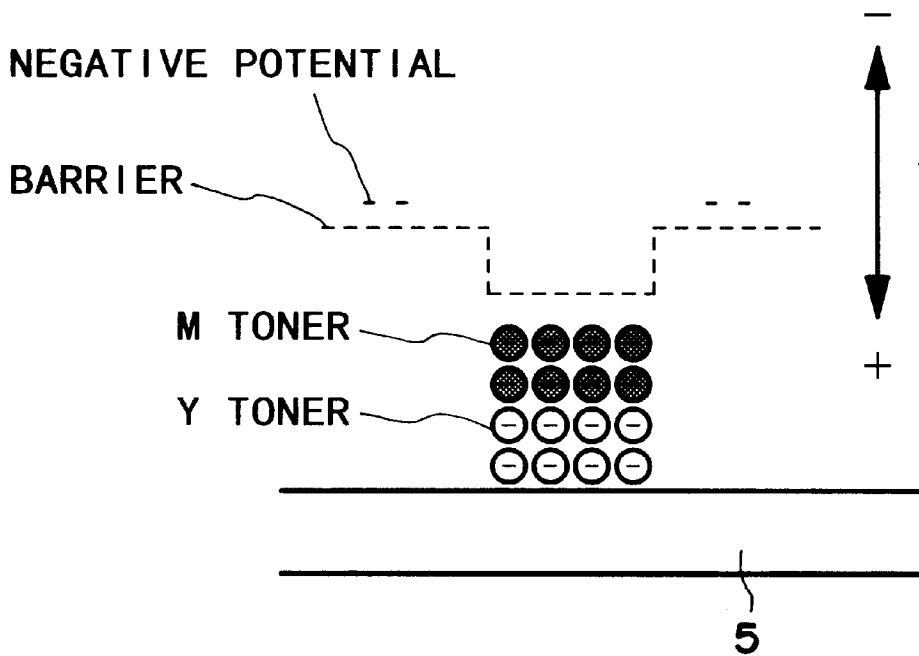 −
NEGATIVE POTENTIAL
BARRIER
− −
− −
M TONER
+
Y TONER
− − − −
− − − −
5